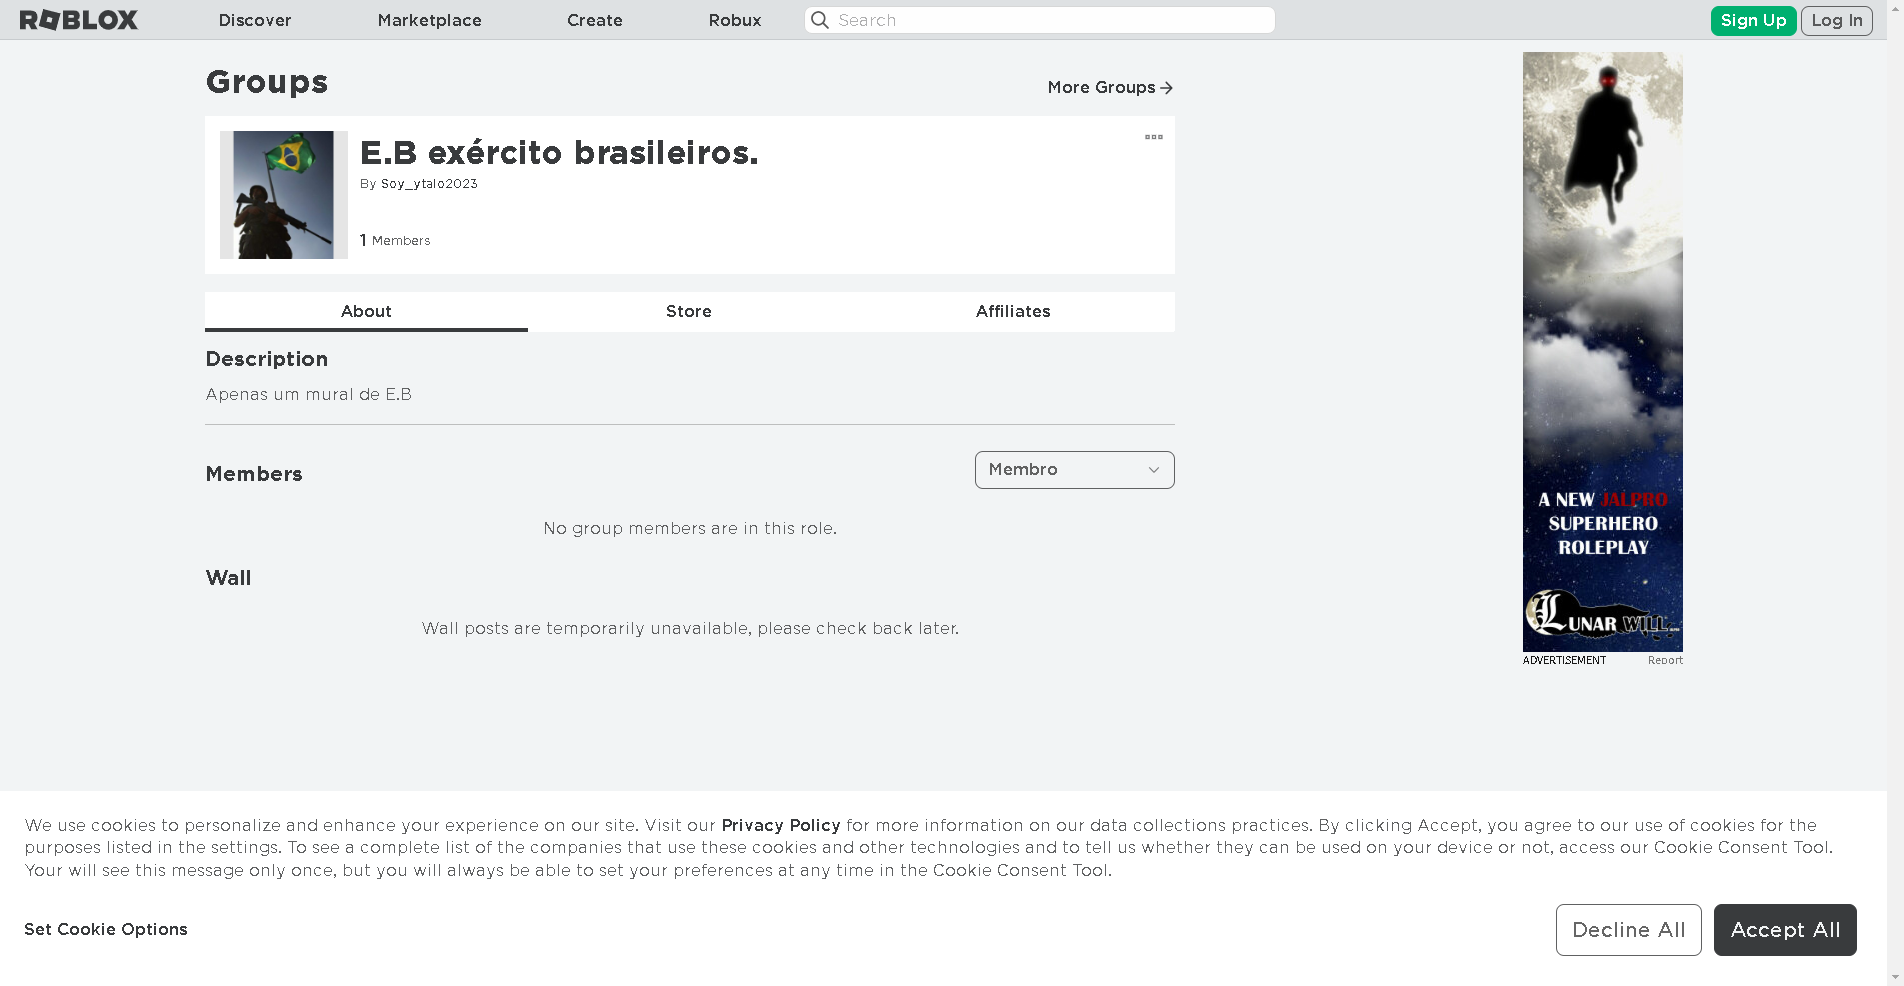 ROBLOX Discover Marketplace Create Robux Search Sign Up Log In
Groups
More Groups
E.B exército brasileiros.
By Soy_ytalo2023
1 Members
About Store Affiliates
Description
Apenas um mural de E.B
Members
Membro
No group members are in this role.
Wall
Wall posts are temporarily unavailable, please check back later.
A NEW JAILPRO
SUPERHERO
ROLEPLAY
LUNAR WILL
ADVERTISEMENT Report
We use cookies to personalize and enhance your experience on our site. Visit our Privacy Policy for more information on our data collections practices. By clicking Accept, you agree to our use of cookies for the
purposes listed in the settings. To see a complete list of the companies that use these cookies and other technologies and to tell us whether they can be used on your device or not, access our Cookie Consent Tool.
Your will see this message only once, but you will always be able to set your preferences at any time in the Cookie Consent Tool.
Set Cookie Options
Decline All
Accept All